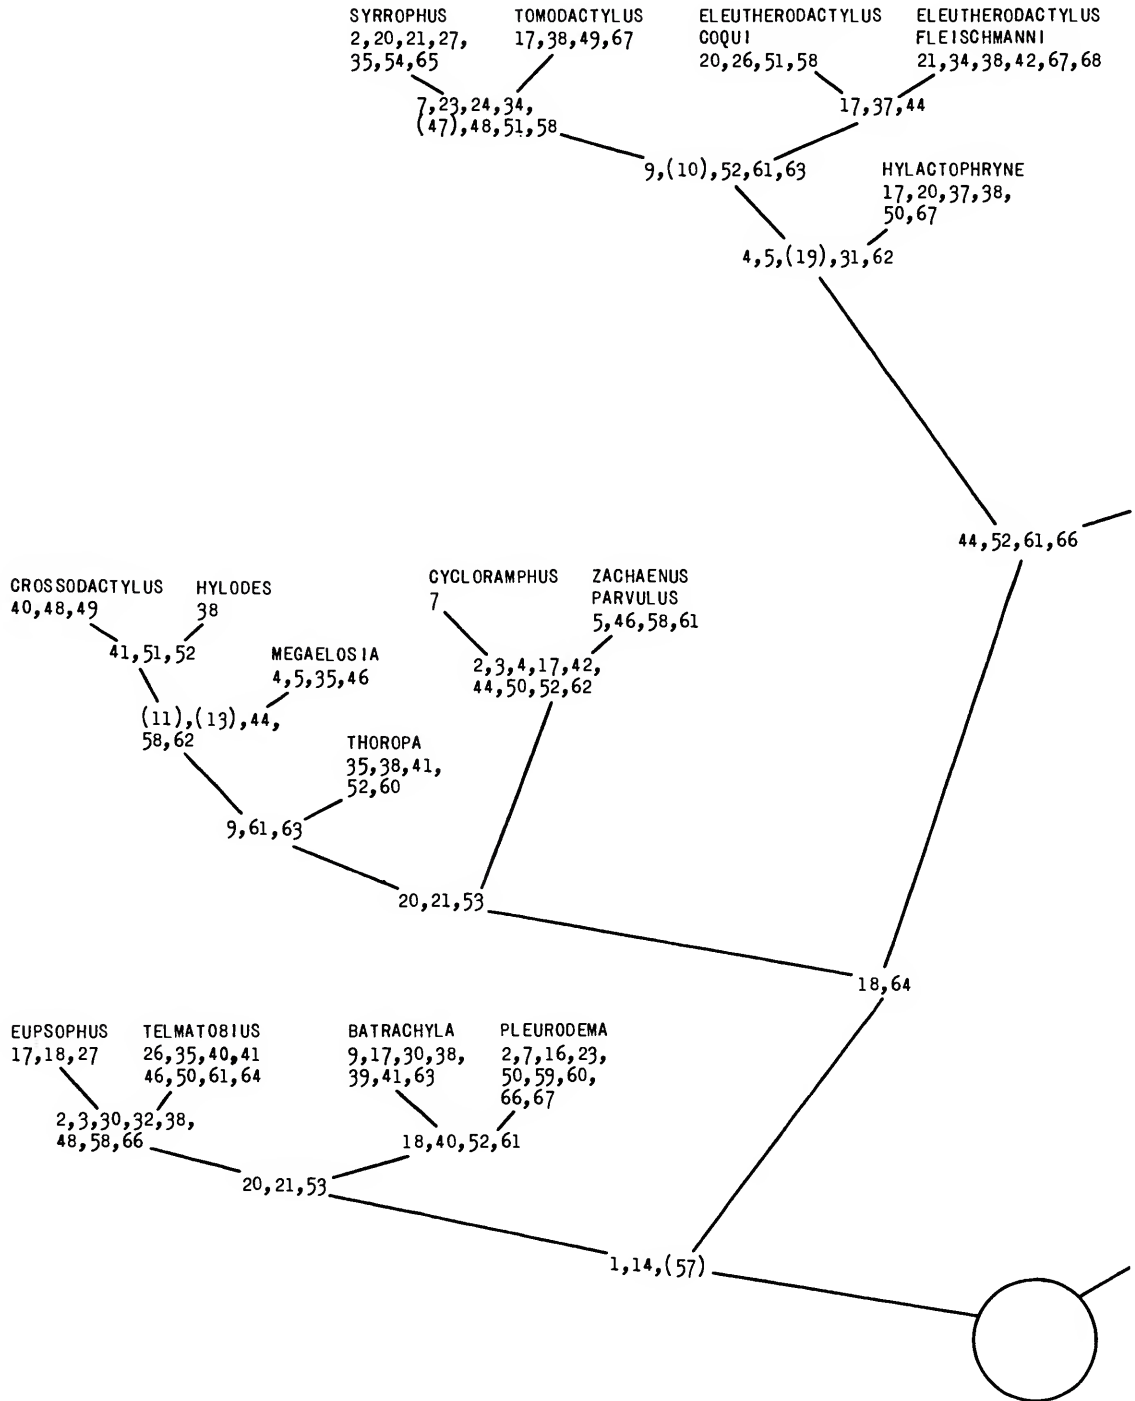 SYRROPHUS
2,20,21,27,
35,54,65
TOMODACTYLUS
17,38,49,67
ELEUTHERODACTYLUS
COQUI
20,26,51,58
ELEUTHERODACTYLUS
FLEISCHMANNI
21,34,38,42,67,68
7,23,24,34,
(47),48,51,58
17,37,44
9,(10),52,61,63
HYLACTOPHRYNE
17,20,37,38,
50,67
4,5,(19),31,62
44,52,61,66
CROSSODACTYLUS
40,48,49
HYLODES
38
41,51,52
MEGAELOSIA
4,5,35,46
(11),(13),44,
58,62
THOROPA
35,38,41,
52,60
9,61,63
CYCLORAMPHUS
7
ZACHAENUS
PARVULUS
5,46,58,61
2,3,4,17,42,
44,50,52,62
20,21,53
18,64
EUPSOPHUS
17,18,27
TELMATOBIUS
26,35,40,41
46,50,61,64
2,3,30,32,38,
48,58,66
BATRACHYLA
9,17,30,38,
39,41,63
PLEURODEMA
2,7,16,23,
50,59,60,
66,67
18,40,52,61
20,21,53
1,14,(57)